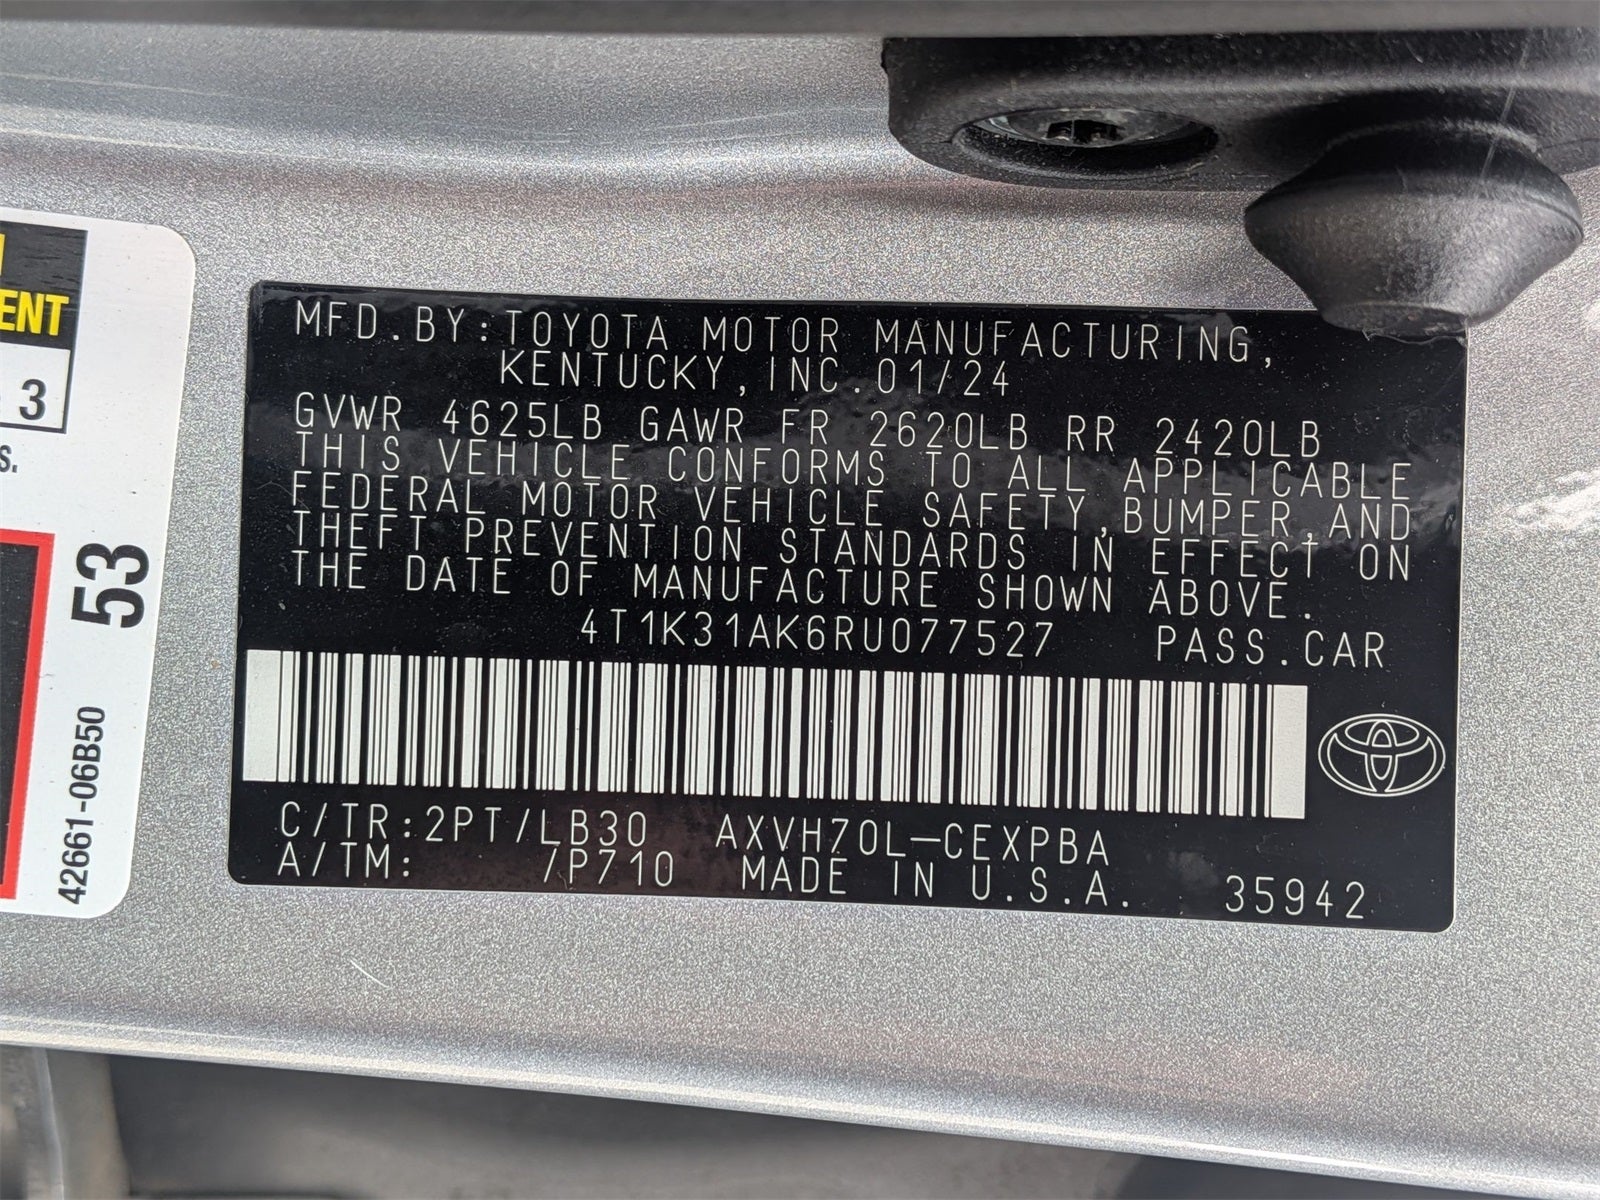 ENT
3
S.
53
42661-06B50
MFD.BY:TOYOTA MOTOR MANUFACTURING,
KENTUCKY,INC.01/24
GVWR 4625LB GAWR FR 2620LB RR 2420LB
THIS VEHICLE CONFORMS TO ALL APPLICABLE
FEDERAL MOTOR VEHICLE SAFETY,BUMPER,AND
THEFT PREVENTION STANDARDS IN EFFECT ON
THE DATE OF MANUFACTURE SHOWN ABOVE.
4T1K31AK6RU077527 PASS.CAR
C/TR:2PT/LB30 AXVH70L-CEXPBA
A/TM: /P710 MADE IN U.S.A. 35942